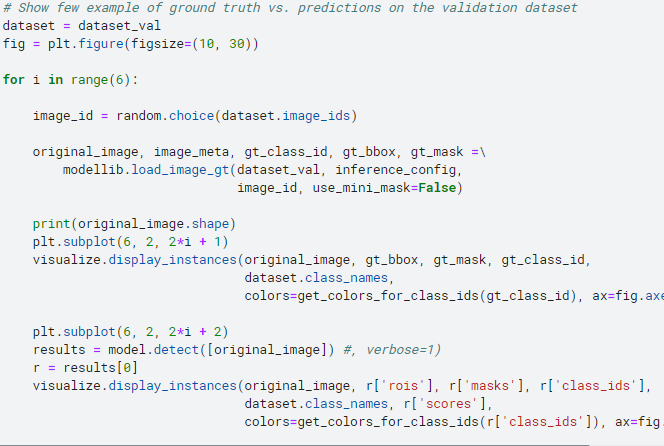 # Show few example of ground truth vs. predictions on the validation dataset
dataset = dataset_val
fig = plt.figure(figsize=(10, 30))
for i in range(6):
image_id = random.choice(dataset.image_ids)
original_image, image_meta, gt_class_id, gt_bbox, gt_mask =\
modellib.load_image_gt(dataset_val, inference_config,
image_id, use_mini_mask=False)
print(original_image.shape)
plt.subplot(6, 2, 2*i + 1)
visualize.display_instances(original_image, gt_bbox, gt_mask, gt_class_id,
dataset.class_names,
colors=get_colors_for_class_ids(gt_class_id), ax=fig.axe
plt.subplot(6, 2, 2*i + 2)
results = model.detect([original_image]) #, verbose=1)
r = results[0]
visualize.display_instances(original_image, r['rois'], r['masks'], r['class_ids'],
dataset.class_names, r['scores'],
colors=get_colors_for_class_ids(r['class_ids']), ax=fig.